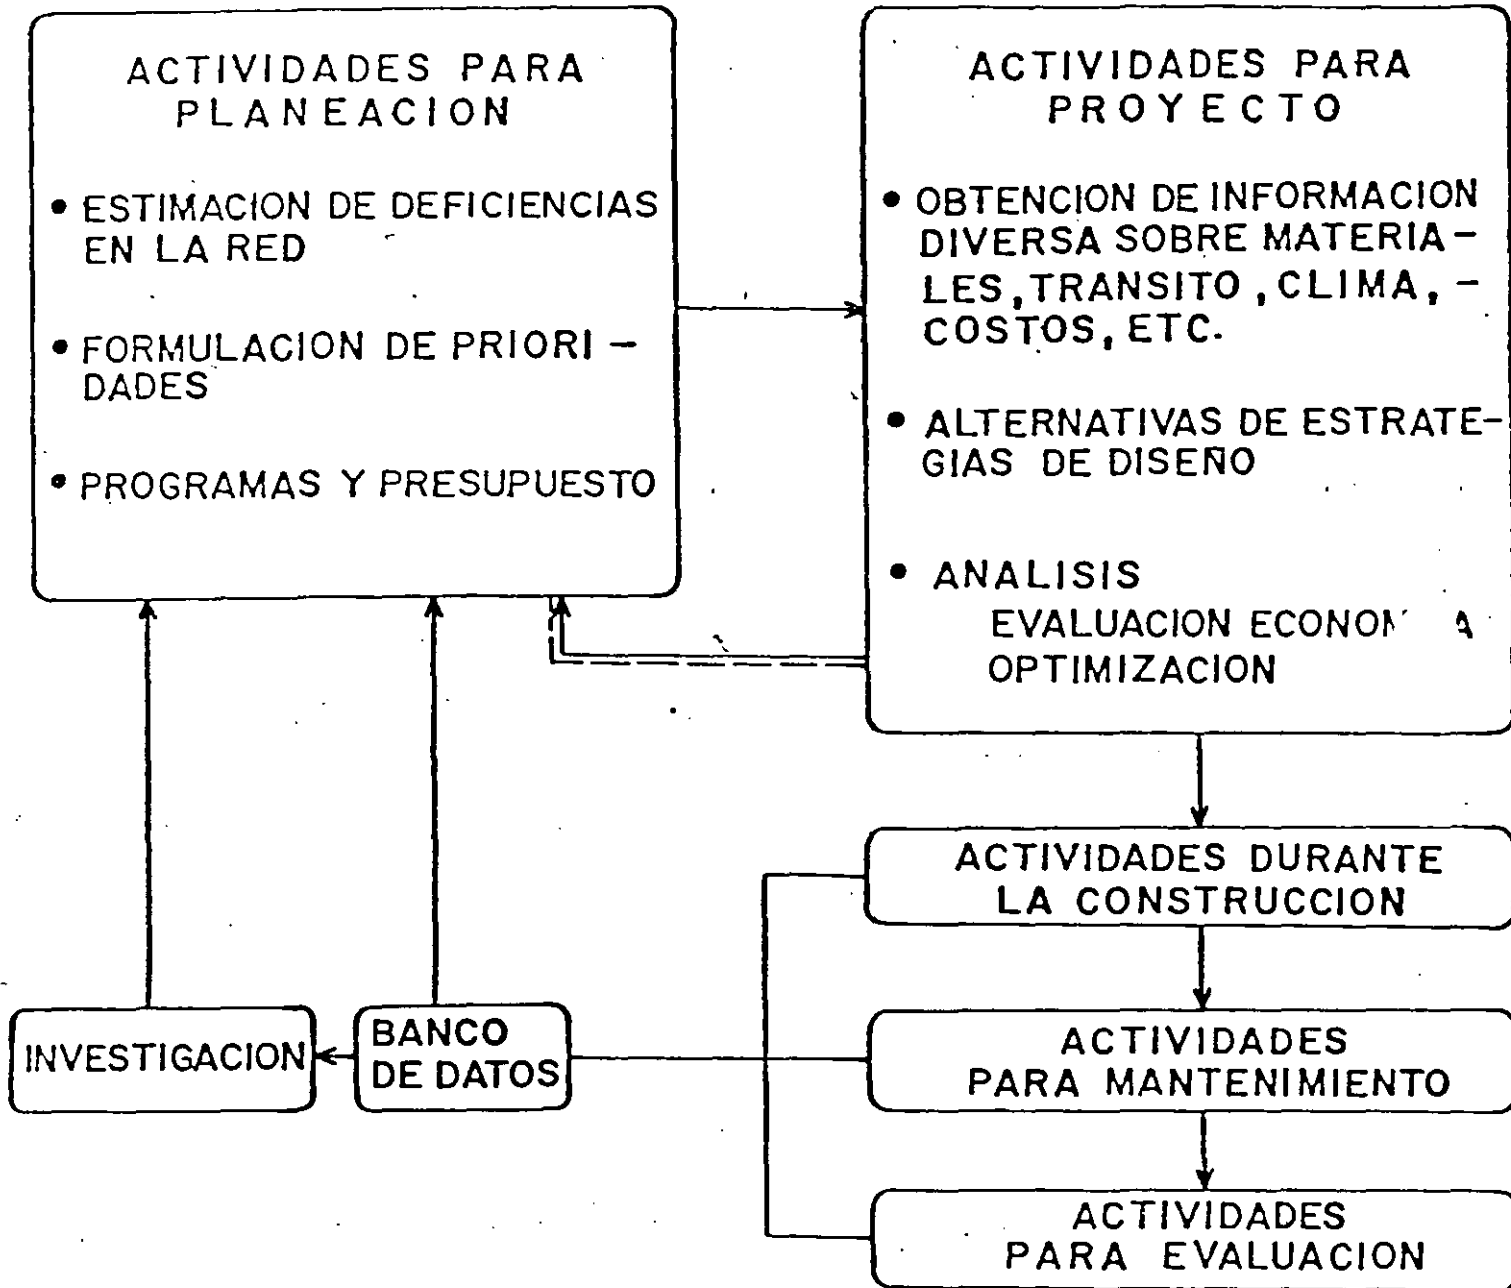 ACTIVIDADES PARA
PLANEACION
• ESTIMACION DE DEFICIENCIAS
EN LA RED
• FORMULACION DE PRIORI -
DADES
• PROGRAMAS Y PRESUPUESTO
ACTIVIDADES PARA
PROYECTO
• OBTENCION DE INFORMACION
DIVERSA SOBRE MATERIA-
LES, TRANSITO, CLIMA, -
COSTOS, ETC.
• ALTERNATIVAS DE ESTRATE-
GIAS DE DISEÑO
• ANALISIS
EVALUACION
OPTIMIZACION
ACTIVIDADES DURANTE
LA CONSTRUCCION
ACTIVIDADES
PARA MANTENIMIENTO
ACTIVIDADES
PARA EVALUACION
BANCO
DE DATOS
INVESTIGACION